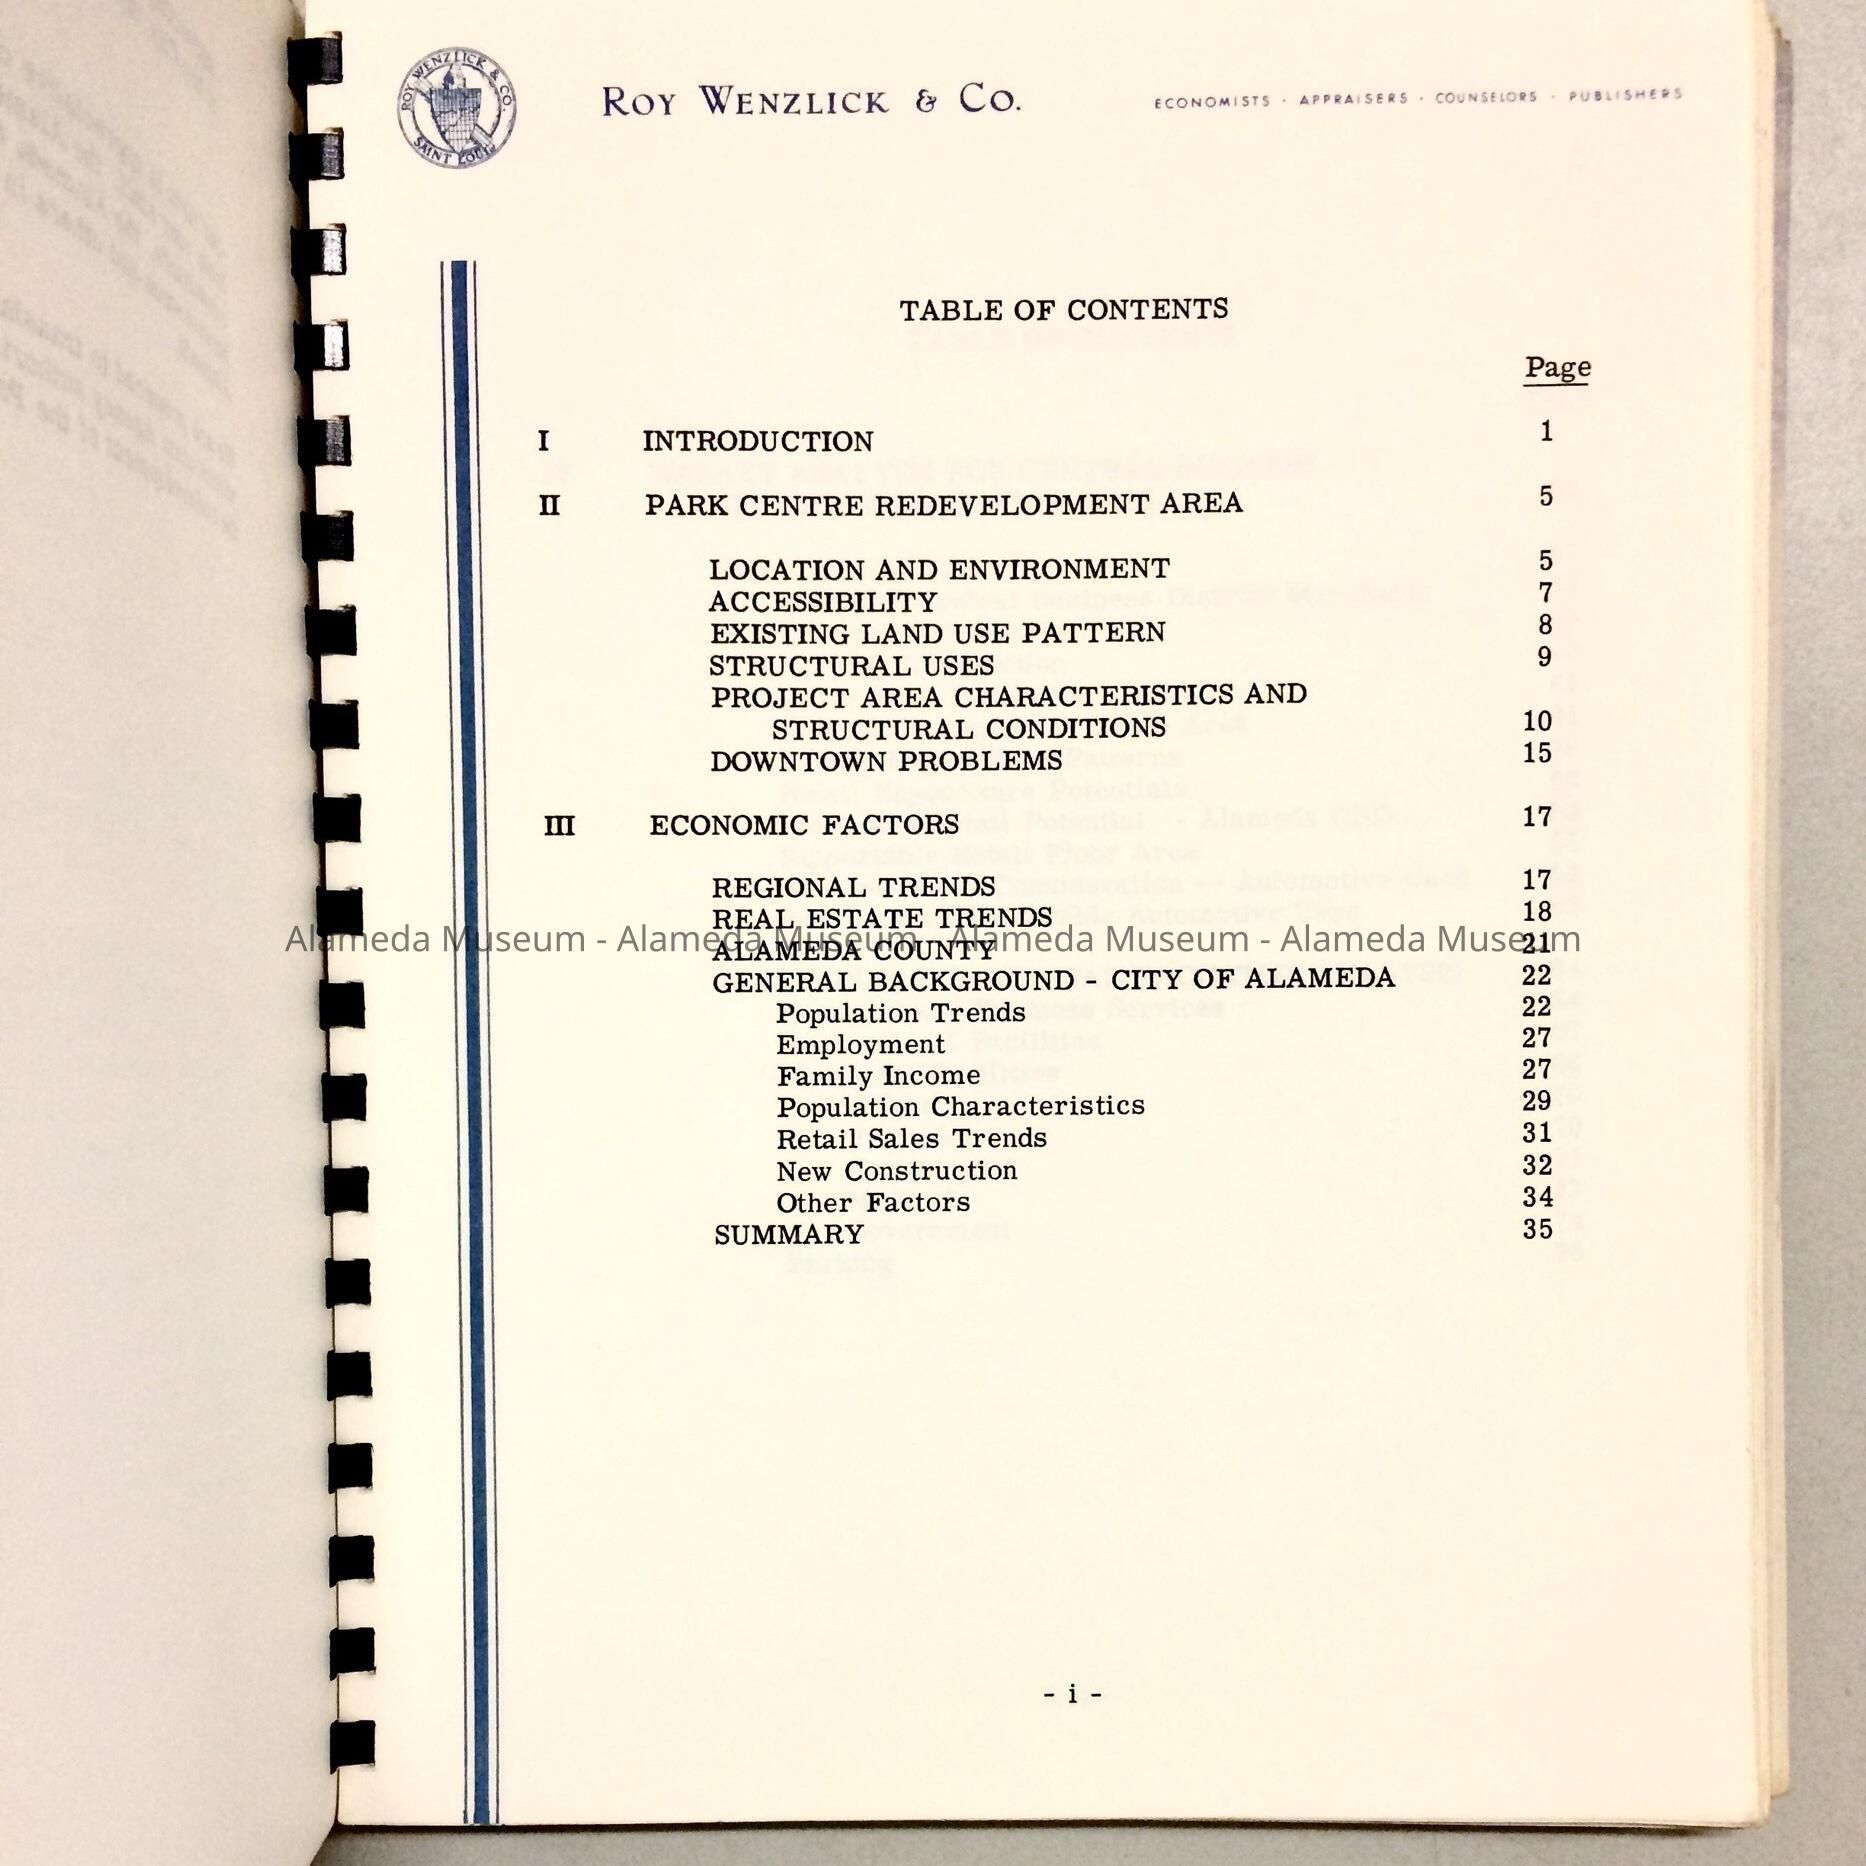 ROY WENZLICK & CO.
SAINT LOUIS
ROY WENZLICK & CO.
ECONOMISTS · APPRAISERS · COUNSELORS · PUBLISHERS
TABLE OF CONTENTS
Page
I INTRODUCTION 1
II PARK CENTRE REDEVELOPMENT AREA 5
LOCATION AND ENVIRONMENT 5
ACCESSIBILITY 7
EXISTING LAND USE PATTERN 8
STRUCTURAL USES 9
PROJECT AREA CHARACTERISTICS AND
STRUCTURAL CONDITIONS 10
DOWNTOWN PROBLEMS 15
III ECONOMIC FACTORS 17
REGIONAL TRENDS 17
REAL ESTATE TRENDS 18
Alameda Museum - Alameda Museum - Alameda Museum - Alameda Museum
ALAMEDA COUNTY 21
GENERAL BACKGROUND - CITY OF ALAMEDA 22
Population Trends 22
Employment 27
Family Income 27
Population Characteristics 29
Retail Sales Trends 31
New Construction 32
Other Factors 34
SUMMARY 35
- i -